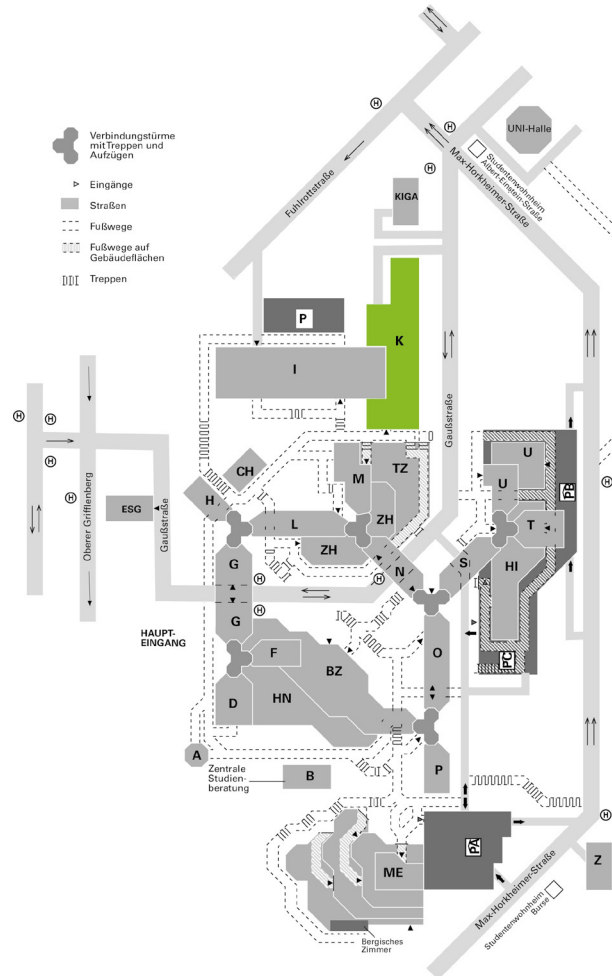 H
H
H
UNI-Halle
Verbindungstürme
mit Treppen und
Aufzügen
Eingänge
Straßen
Fußwege
Fußwege auf
Gebäudeflächen
Treppen
Fuhlrottstraße
Max-Horkheimer-Straße
Studentenwohnheim
Albert-Einstein-Straße
KIGA
P
K
I
Gaußstraße
H
H
H
H
H
Oberer Grifflenberg
ESG
Gaußstraße
CH
H
M
TZ
L
ZH
ZH
N
U
U
T
PB
S
HI
PC
H
G
H
H
G
H
HAUPT-
EINGANG
F
BZ
O
D
HN
A
Zentrale
Studien-
beratung
B
P
ME
PA
H
Z
Max-Horkheimer-Straße
Studentenwohnheim
Burse
Bergisches
Zimmer